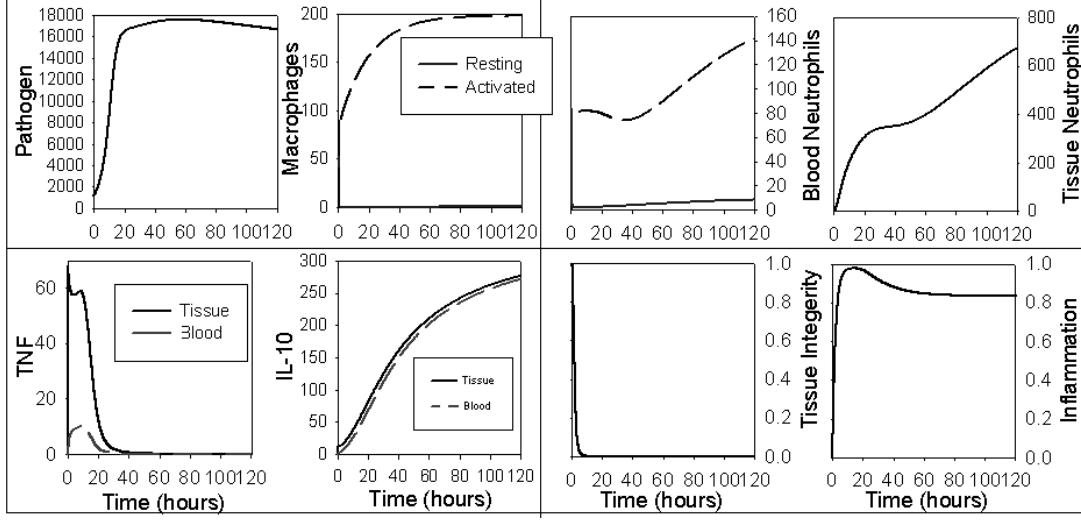 Pathogen
18000
16000
14000
12000
10000
8000
6000
4000
2000
0
0 20 40 60 80 100120
Macrophages
200
150
100
50
0
0 20 40 60 80 100120
Resting
Activated
Blood Neutrophils
160
140
120
100
80
60
40
20
0
0 20 40 60 80 100120
Tissue Neutrophils
800
600
400
200
0
0 20 40 60 80 100120
TNF
60
40
20
0
0 20 40 60 80 100 120
Time (hours)
Tissue
Blood
IL-10
300
250
200
150
100
50
0
0 20 40 60 80 100 120
Time (hours)
Tissue
Blood
Tissue Integerity
1.0
0.8
0.6
0.4
0.2
0.0
0 20 40 60 80 100120
Time (hours)
Inflammation
1.0
0.8
0.6
0.4
0.2
0.0
0 20 40 60 80 100120
Time (hours)